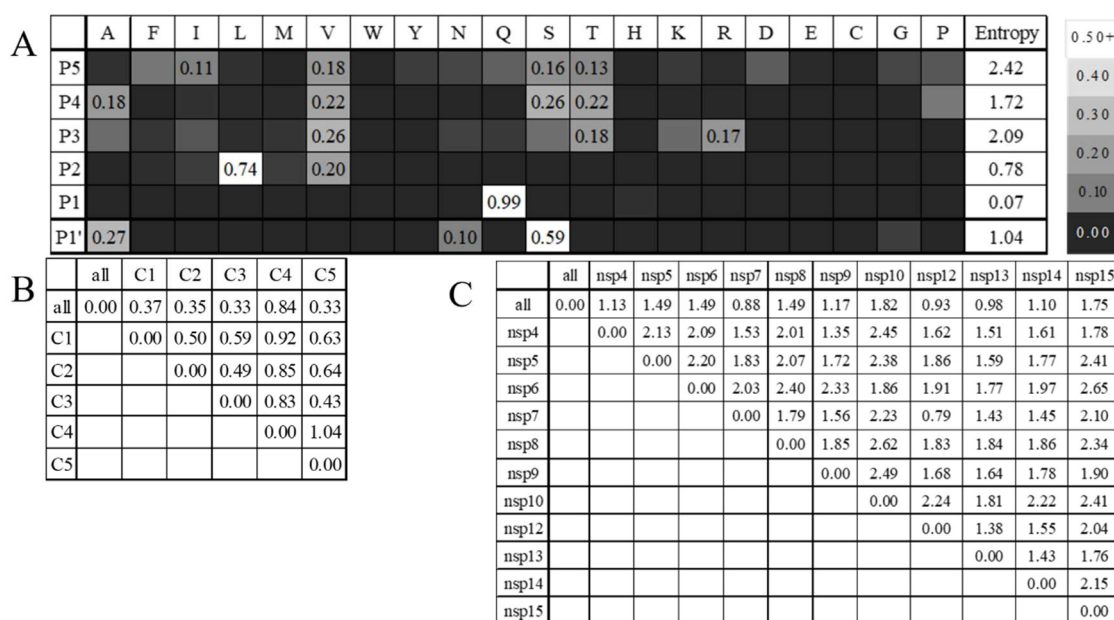 A
A F I L M V W Y N Q S T H K R D E C G P Entropy
P5 0.11 0.18 0.16 0.13 2.42
P4 0.18 0.22 0.26 0.22 1.72
P3 0.26 0.18 0.17 2.09
P2 0.74 0.20 0.78
P1 0.99 0.07
P1' 0.27 0.10 0.59 1.04
0.50+
0.40
0.30
0.20
0.10
0.00
B
all C1 C2 C3 C4 C5
all 0.00 0.37 0.35 0.33 0.84 0.33
C1 0.00 0.50 0.59 0.92 0.63
C2 0.00 0.49 0.85 0.64
C3 0.00 0.83 0.43
C4 0.00 1.04
C5 0.00
C
all nsp4 nsp5 nsp6 nsp7 nsp8 nsp9 nsp10 nsp12 nsp13 nsp14 nsp15
all 0.00 1.13 1.49 1.49 0.88 1.49 1.17 1.82 0.93 0.98 1.10 1.75
nsp4 0.00 2.13 2.09 1.53 2.01 1.35 2.45 1.62 1.51 1.61 1.78
nsp5 0.00 2.20 1.83 2.07 1.72 2.38 1.86 1.59 1.77 2.41
nsp6 0.00 2.03 2.40 2.33 1.86 1.91 1.77 1.97 2.65
nsp7 0.00 1.79 1.56 2.23 0.79 1.43 1.45 2.10
nsp8 0.00 1.85 2.62 1.83 1.84 1.86 2.34
nsp9 0.00 2.49 1.68 1.64 1.78 1.90
nsp10 0.00 2.24 1.81 2.22 2.41
nsp12 0.00 1.38 1.55 2.04
nsp13 0.00 1.43 1.76
nsp14 0.00 2.15
nsp15 0.00